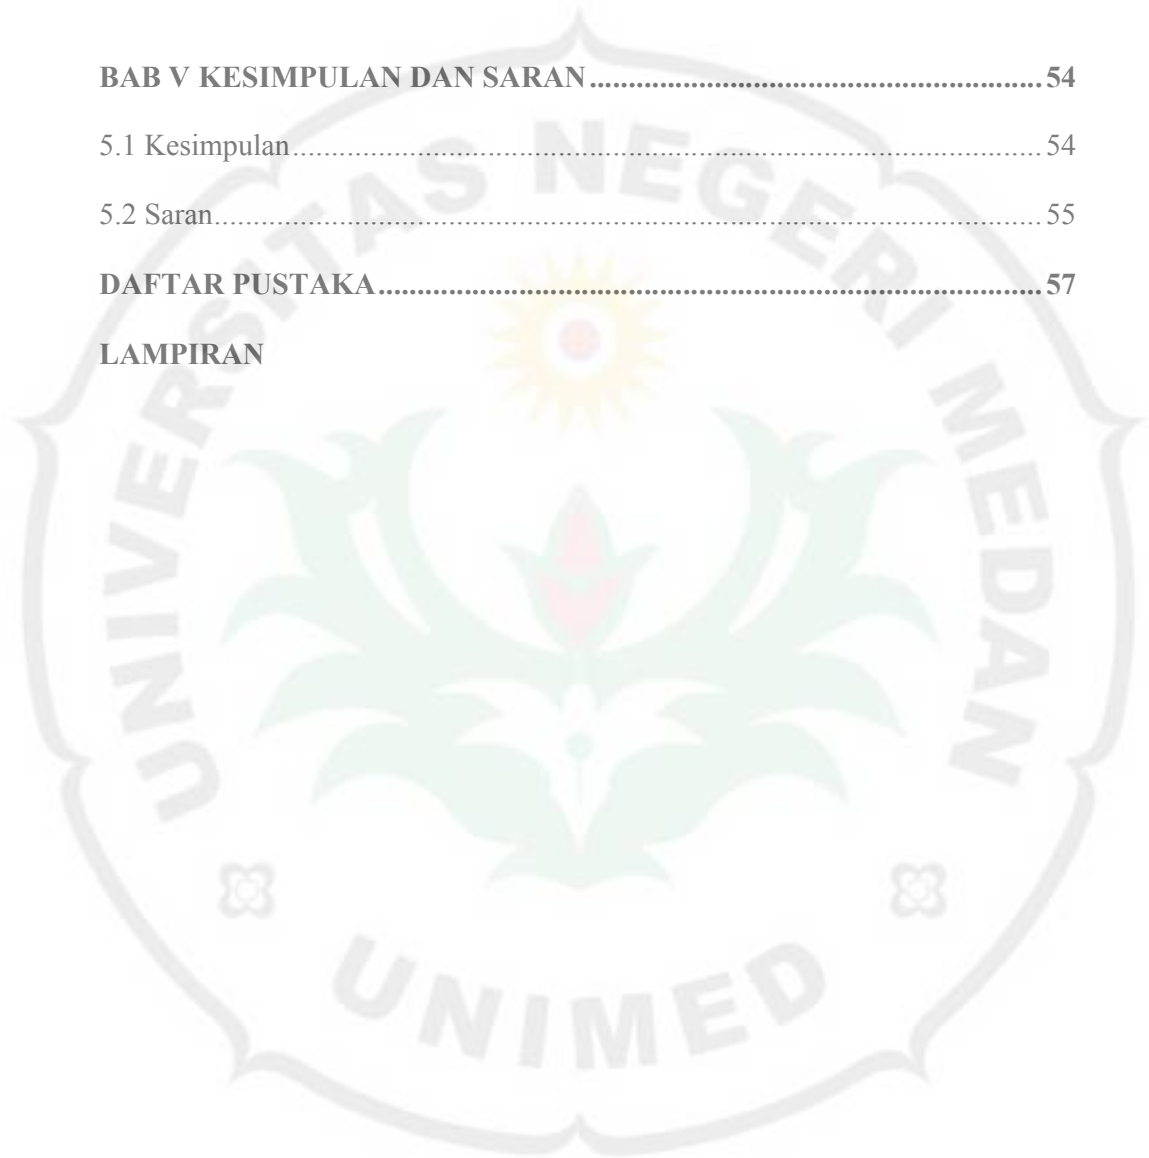 BAB V KESIMPULAN DAN SARAN.......................................................... 54
5.1 Kesimpulan................................................................................................ 54
5.2 Saran.......................................................................................................... 55
DAFTAR PUSTAKA..................................................................................... 57
LAMPIRAN
UNIVERSITAS NEGERI MEDAN
UNIMED